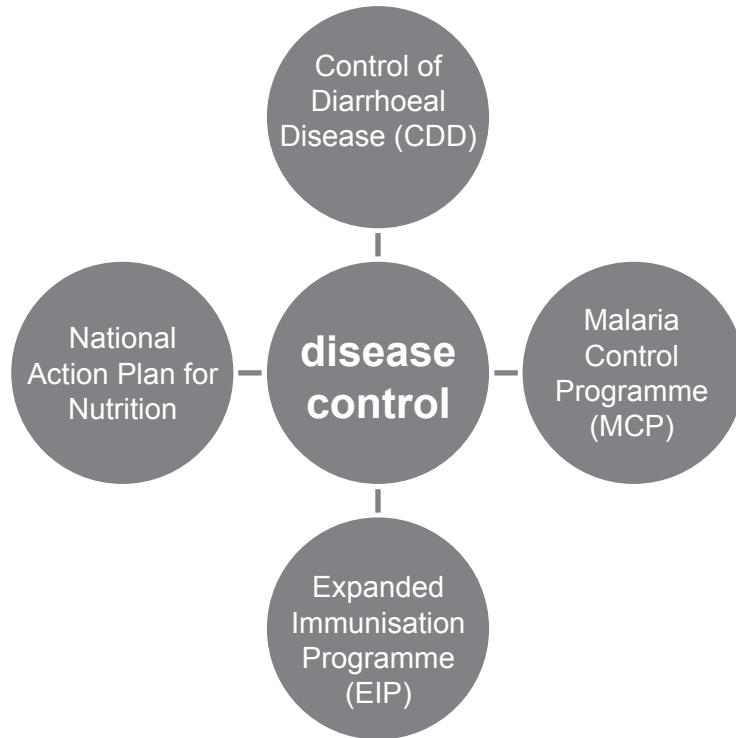 Control of
Diarrhoeal
Disease (CDD)
National
Action Plan for
Nutrition
disease
control
Malaria
Control
Programme
(MCP)
Expanded
Immunisation
Programme
(EIP)